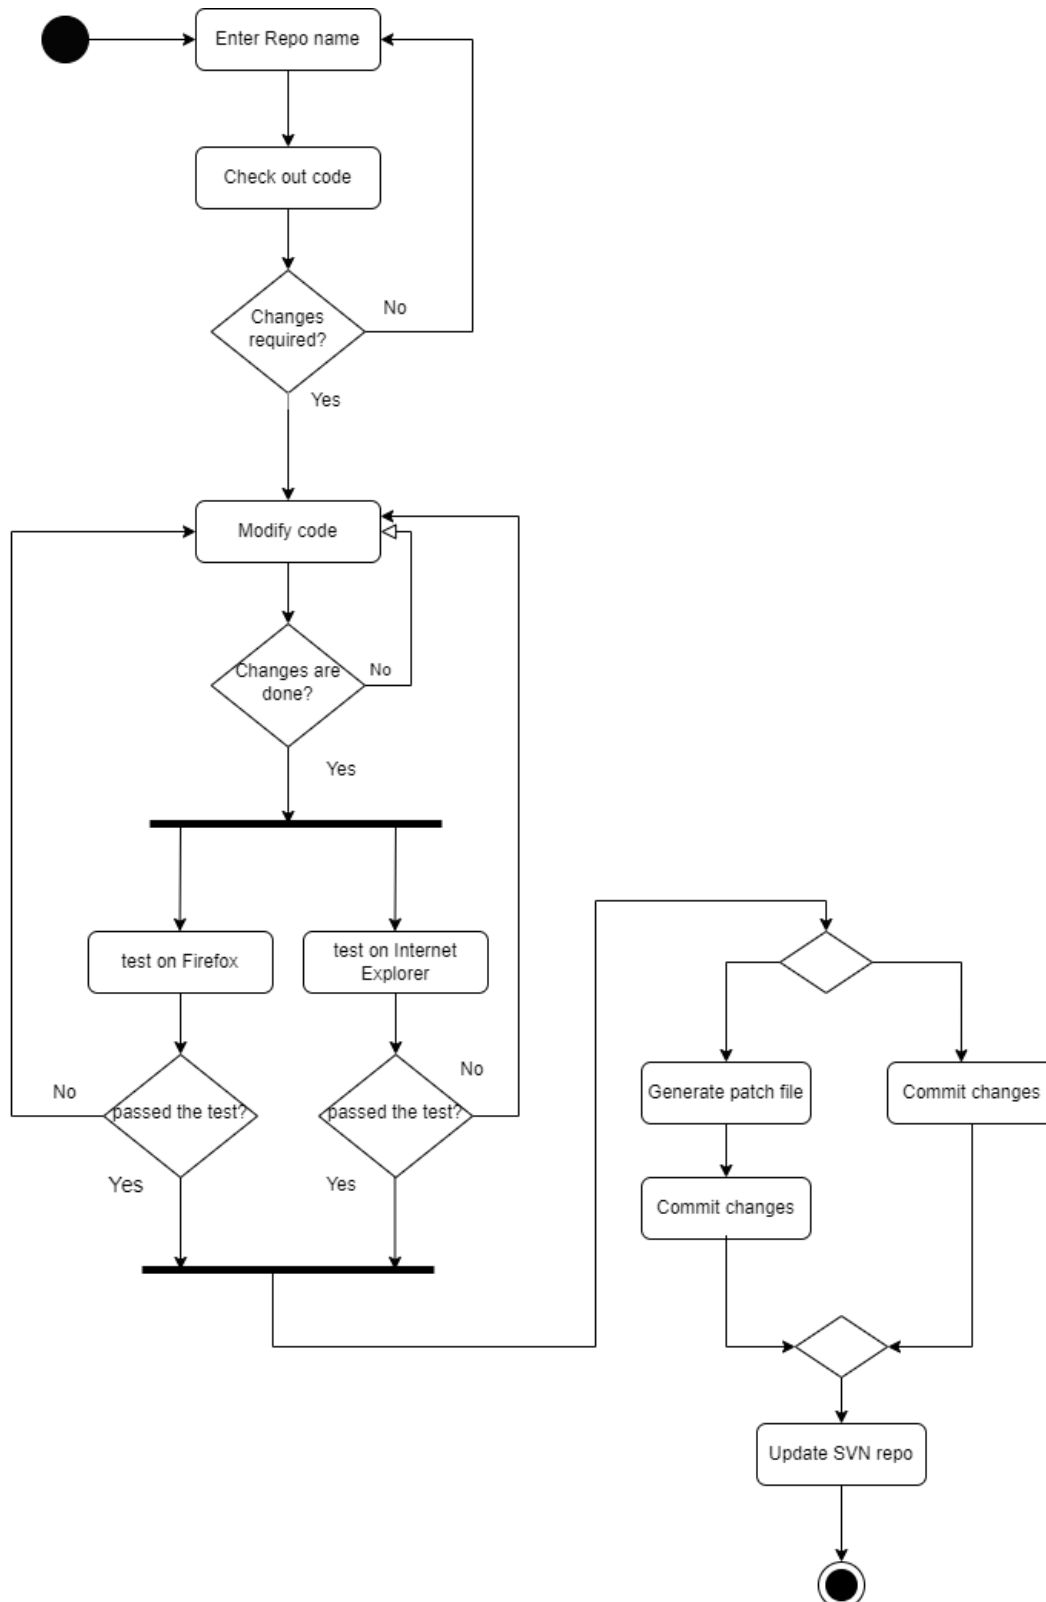 Enter Repo name
Check out code
No
Changes
required?
Yes
Modify code
Changes are
done?
No
Yes
test on Firefox
test on Internet
Explorer
No
passed the test?
Yes
No
passed the test?
Yes
Generate patch file
Commit changes
Commit changes
Update SVN repo